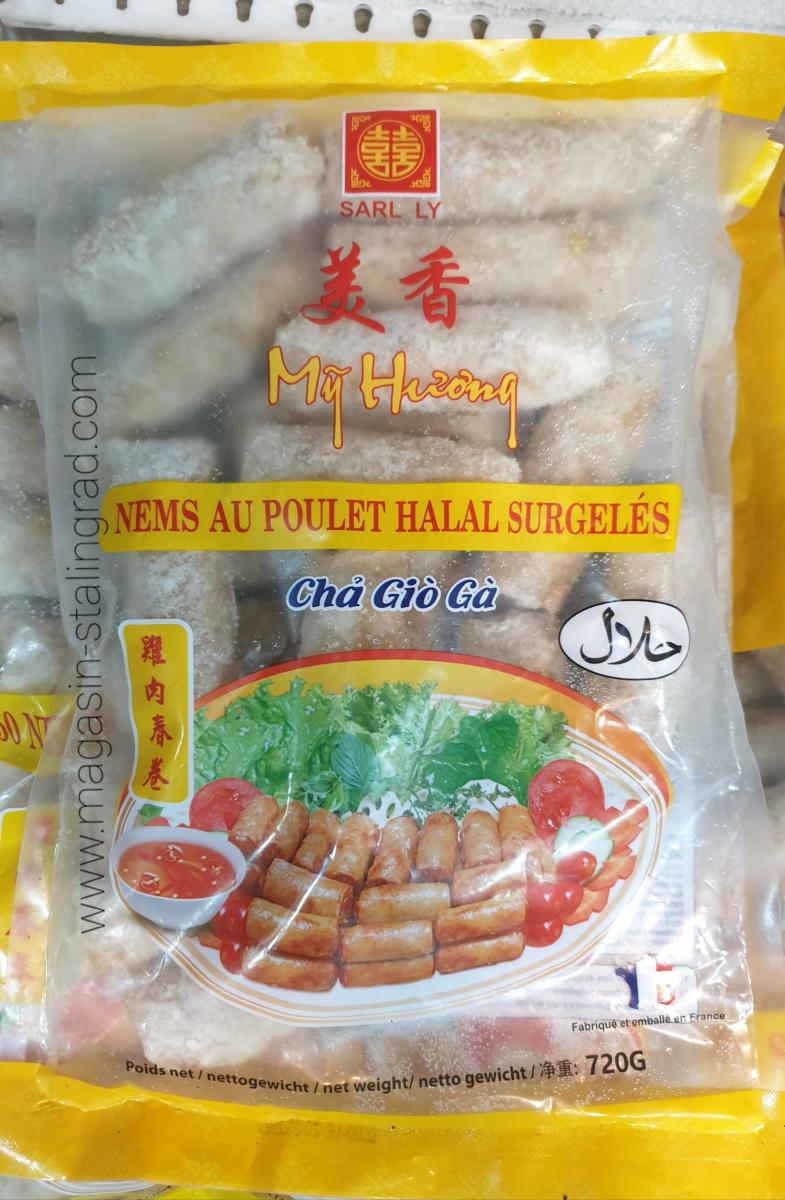 囍
SARL LY
美香
Mỹ Hương
NEMS AU POULET HALAL SURGELÉS
Chả Giò Gà
حلال
雞肉春卷
www.magasin-stalingrad.com
Fabriqué et emballé en France
Poids net / nettogewicht / net weight/ netto gewicht / 净重: 720G